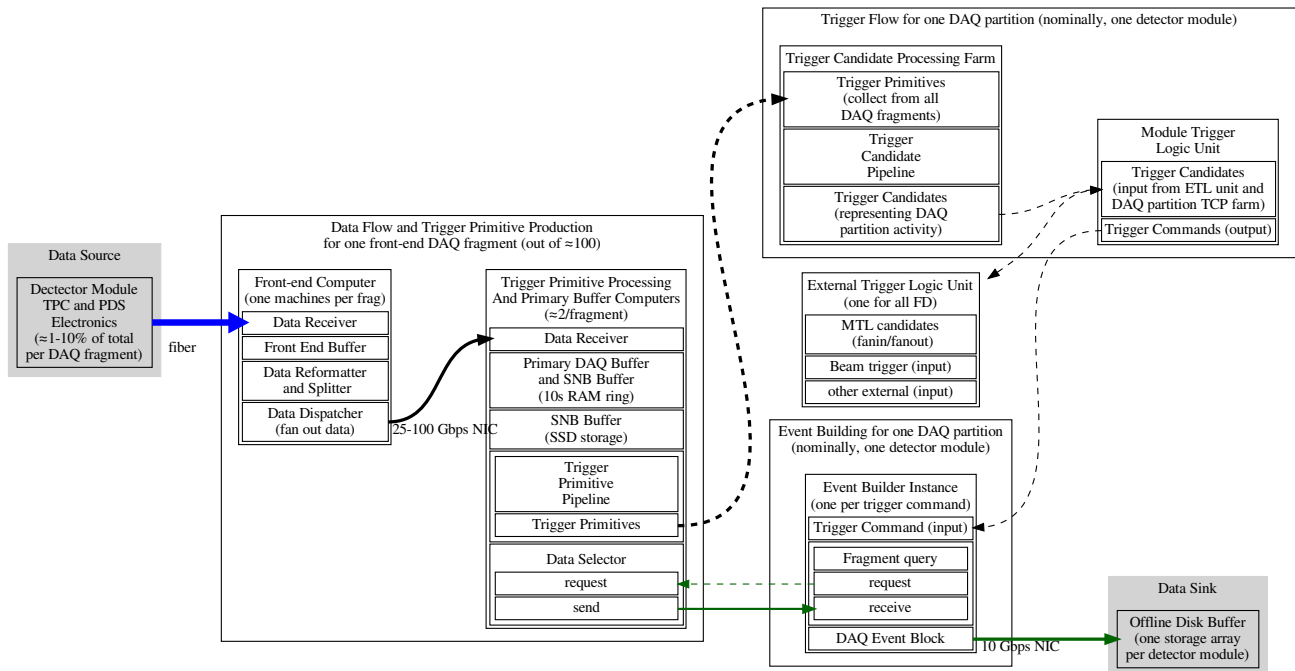 Trigger Flow for one DAQ partition (nominally, one detector module)
Trigger Candidate Processing Farm
Trigger Primitives
(collect from all
DAQ fragments)
Trigger
Candidate
Pipeline
Trigger Candidates
(representing DAQ
partition activity)
Module Trigger
Logic Unit
Trigger Candidates
(input from ETL unit and
DAQ partition TCP farm)
Trigger Commands (output)
Data Flow and Trigger Primitive Production
for one front-end DAQ fragment (out of ≈100)
Data Source
Dectector Module
TPC and PDS
Electronics
(≈1-10% of total
per DAQ fragment)
fiber
Front-end Computer
(one machines per frag)
Data Receiver
Front End Buffer
Data Reformatter
and Splitter
Data Dispatcher
(fan out data)
25-100 Gbps NIC
Trigger Primitive Processing
And Primary Buffer Computers
(≈2/fragment)
Data Receiver
Primary DAQ Buffer
and SNB Buffer
(10s RAM ring)
SNB Buffer
(SSD storage)
Trigger
Primitive
Pipeline
Trigger Primitives
Data Selector
request
send
External Trigger Logic Unit
(one for all FD)
MTL candidates
(fanin/fanout)
Beam trigger (input)
other external (input)
Event Building for one DAQ partition
(nominally, one detector module)
Event Builder Instance
(one per trigger command)
Trigger Command (input)
Fragment query
request
receive
DAQ Event Block
10 Gbps NIC
Data Sink
Offline Disk Buffer
(one storage array
per detector module)